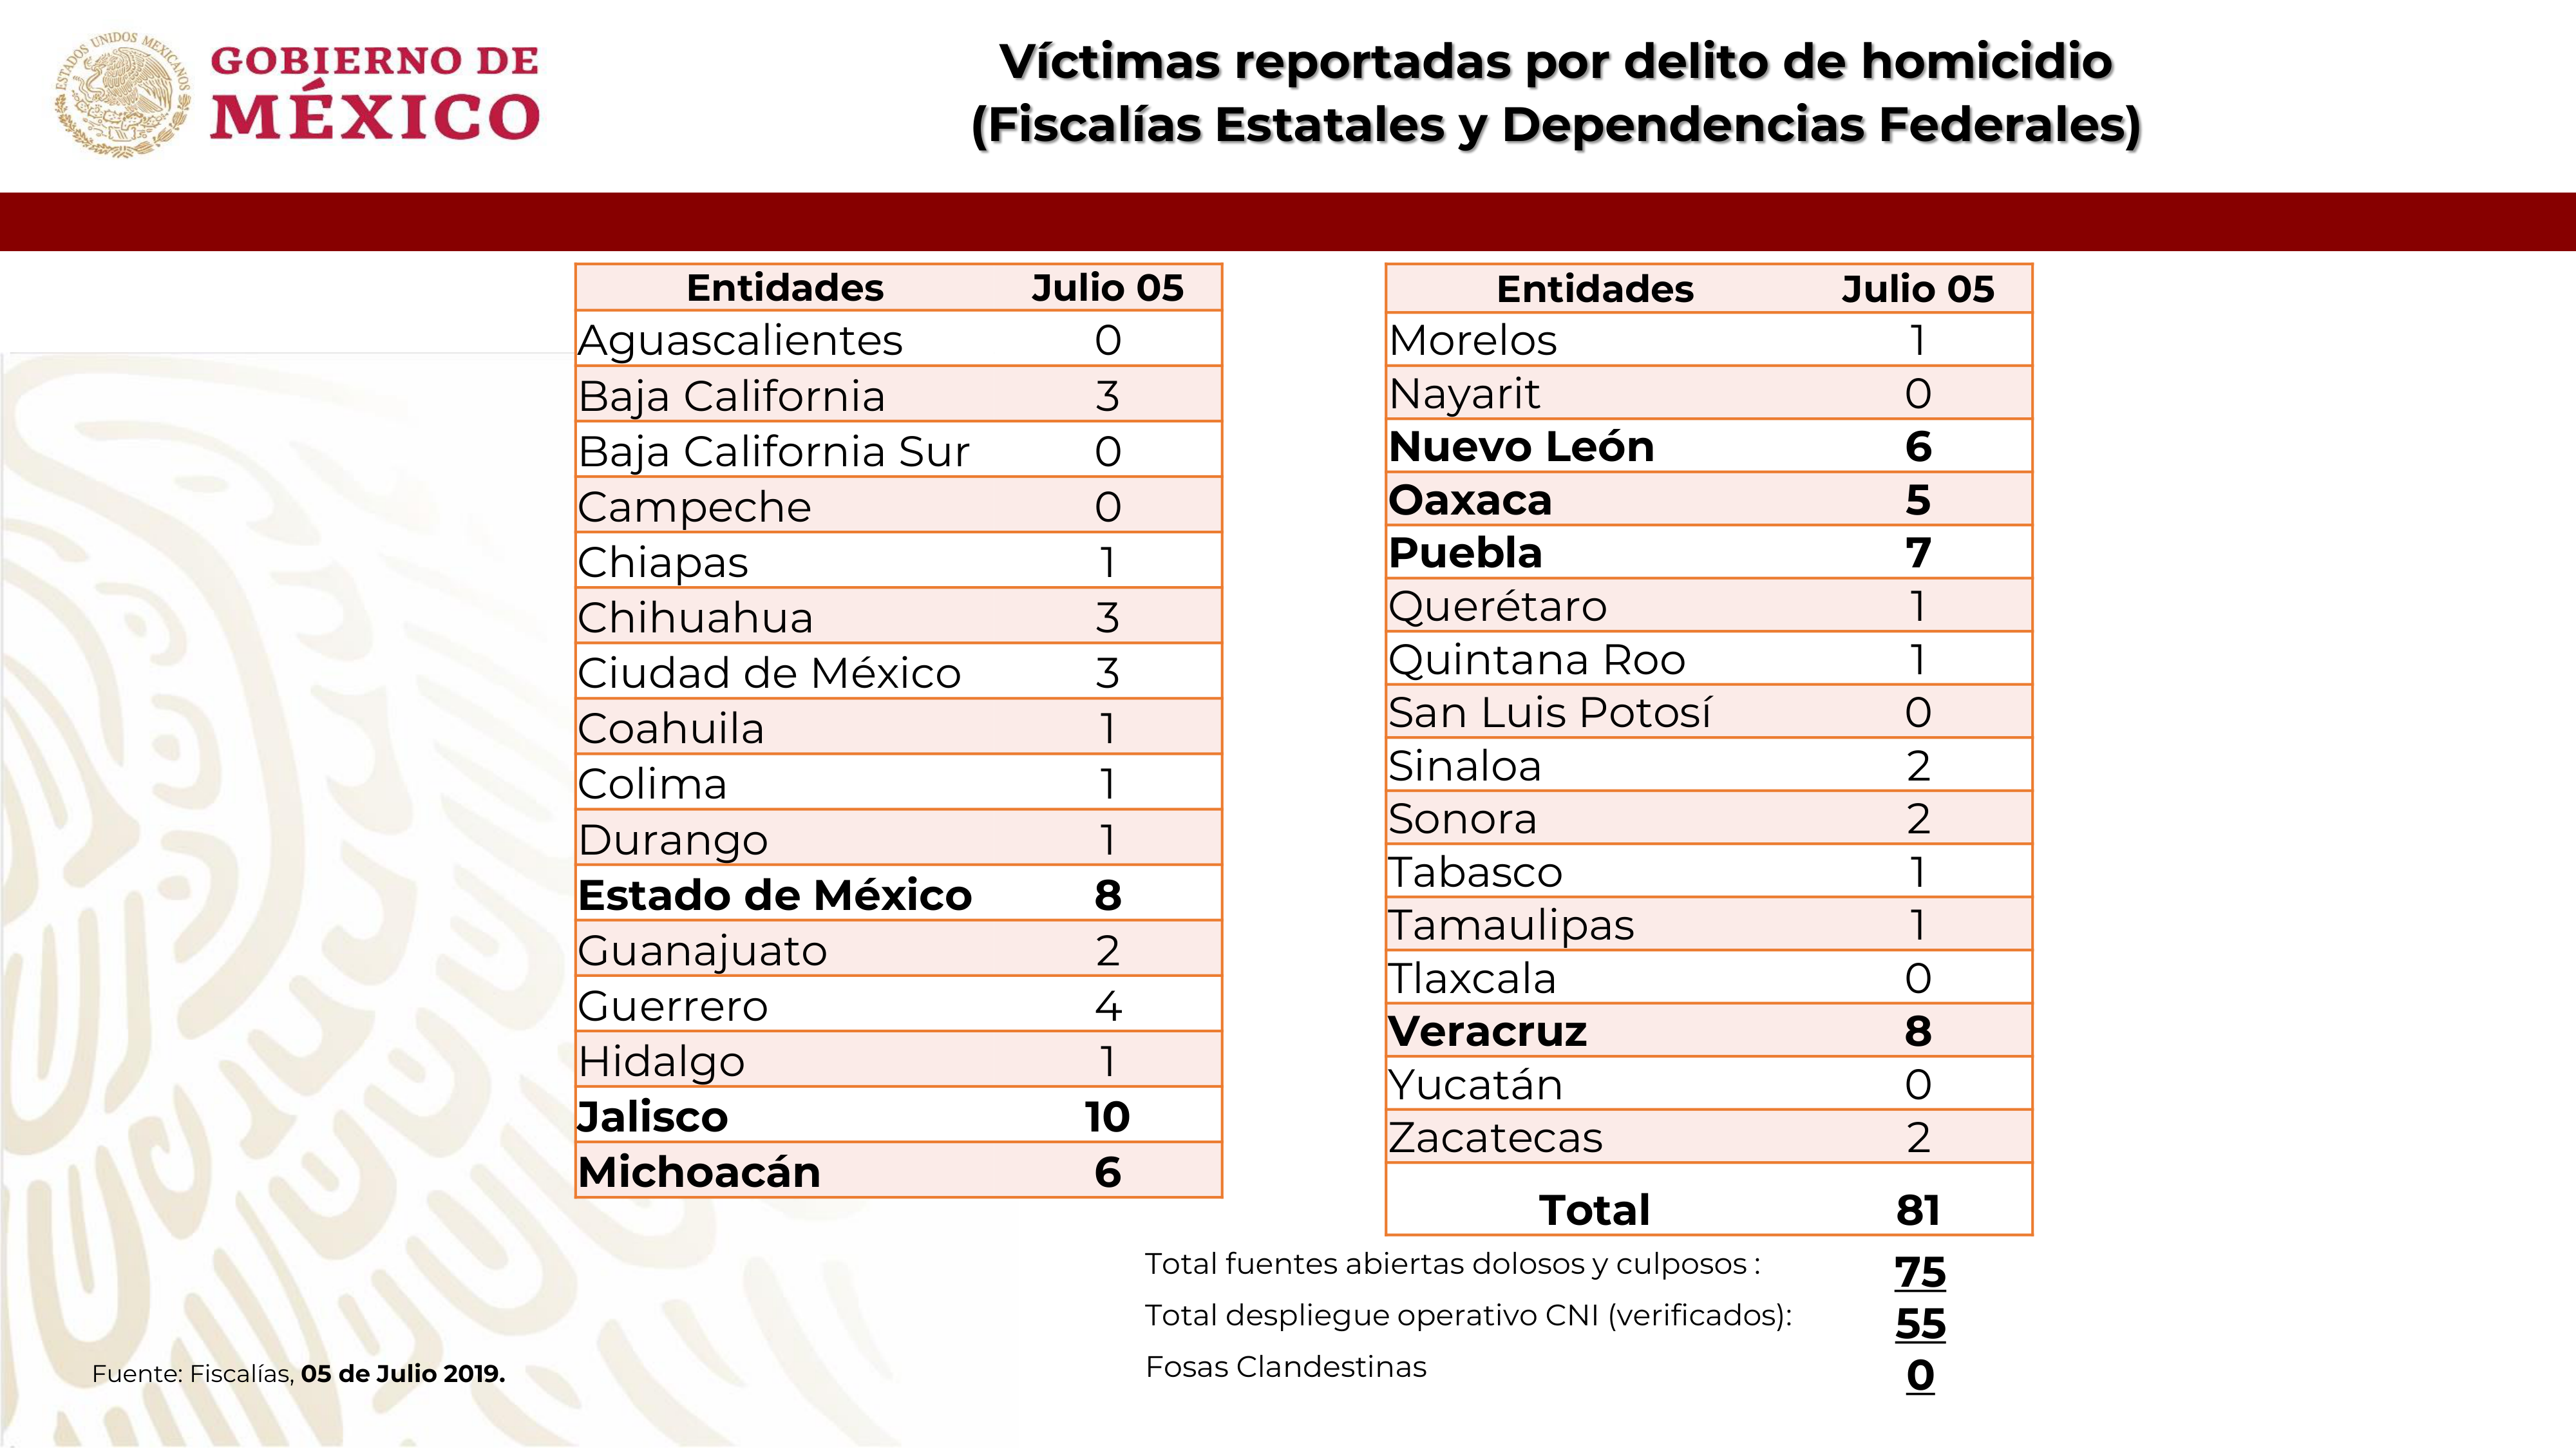 ESTADOS UNIDOS MEXICANOS
GOBIERNO DE
MÉXICO
Víctimas reportadas por delito de homicidio
(Fiscalías Estatales y Dependencias Federales)
Entidades Julio 05
Aguascalientes 0
Baja California 3
Baja California Sur 0
Campeche 0
Chiapas 1
Chihuahua 3
Ciudad de México 3
Coahuila 1
Colima 1
Durango 1
Estado de México 8
Guanajuato 2
Guerrero 4
Hidalgo 1
Jalisco 10
Michoacán 6
Entidades Julio 05
Morelos 1
Nayarit 0
Nuevo León 6
Oaxaca 5
Puebla 7
Querétaro 1
Quintana Roo 1
San Luis Potosí 0
Sinaloa 2
Sonora 2
Tabasco 1
Tamaulipas 1
Tlaxcala 0
Veracruz 8
Yucatán 0
Zacatecas 2
Total 81
Total fuentes abiertas dolosos y culposos : 75
Total despliegue operativo CNI (verificados): 55
Fosas Clandestinas 0
Fuente: Fiscalías, 05 de Julio 2019.